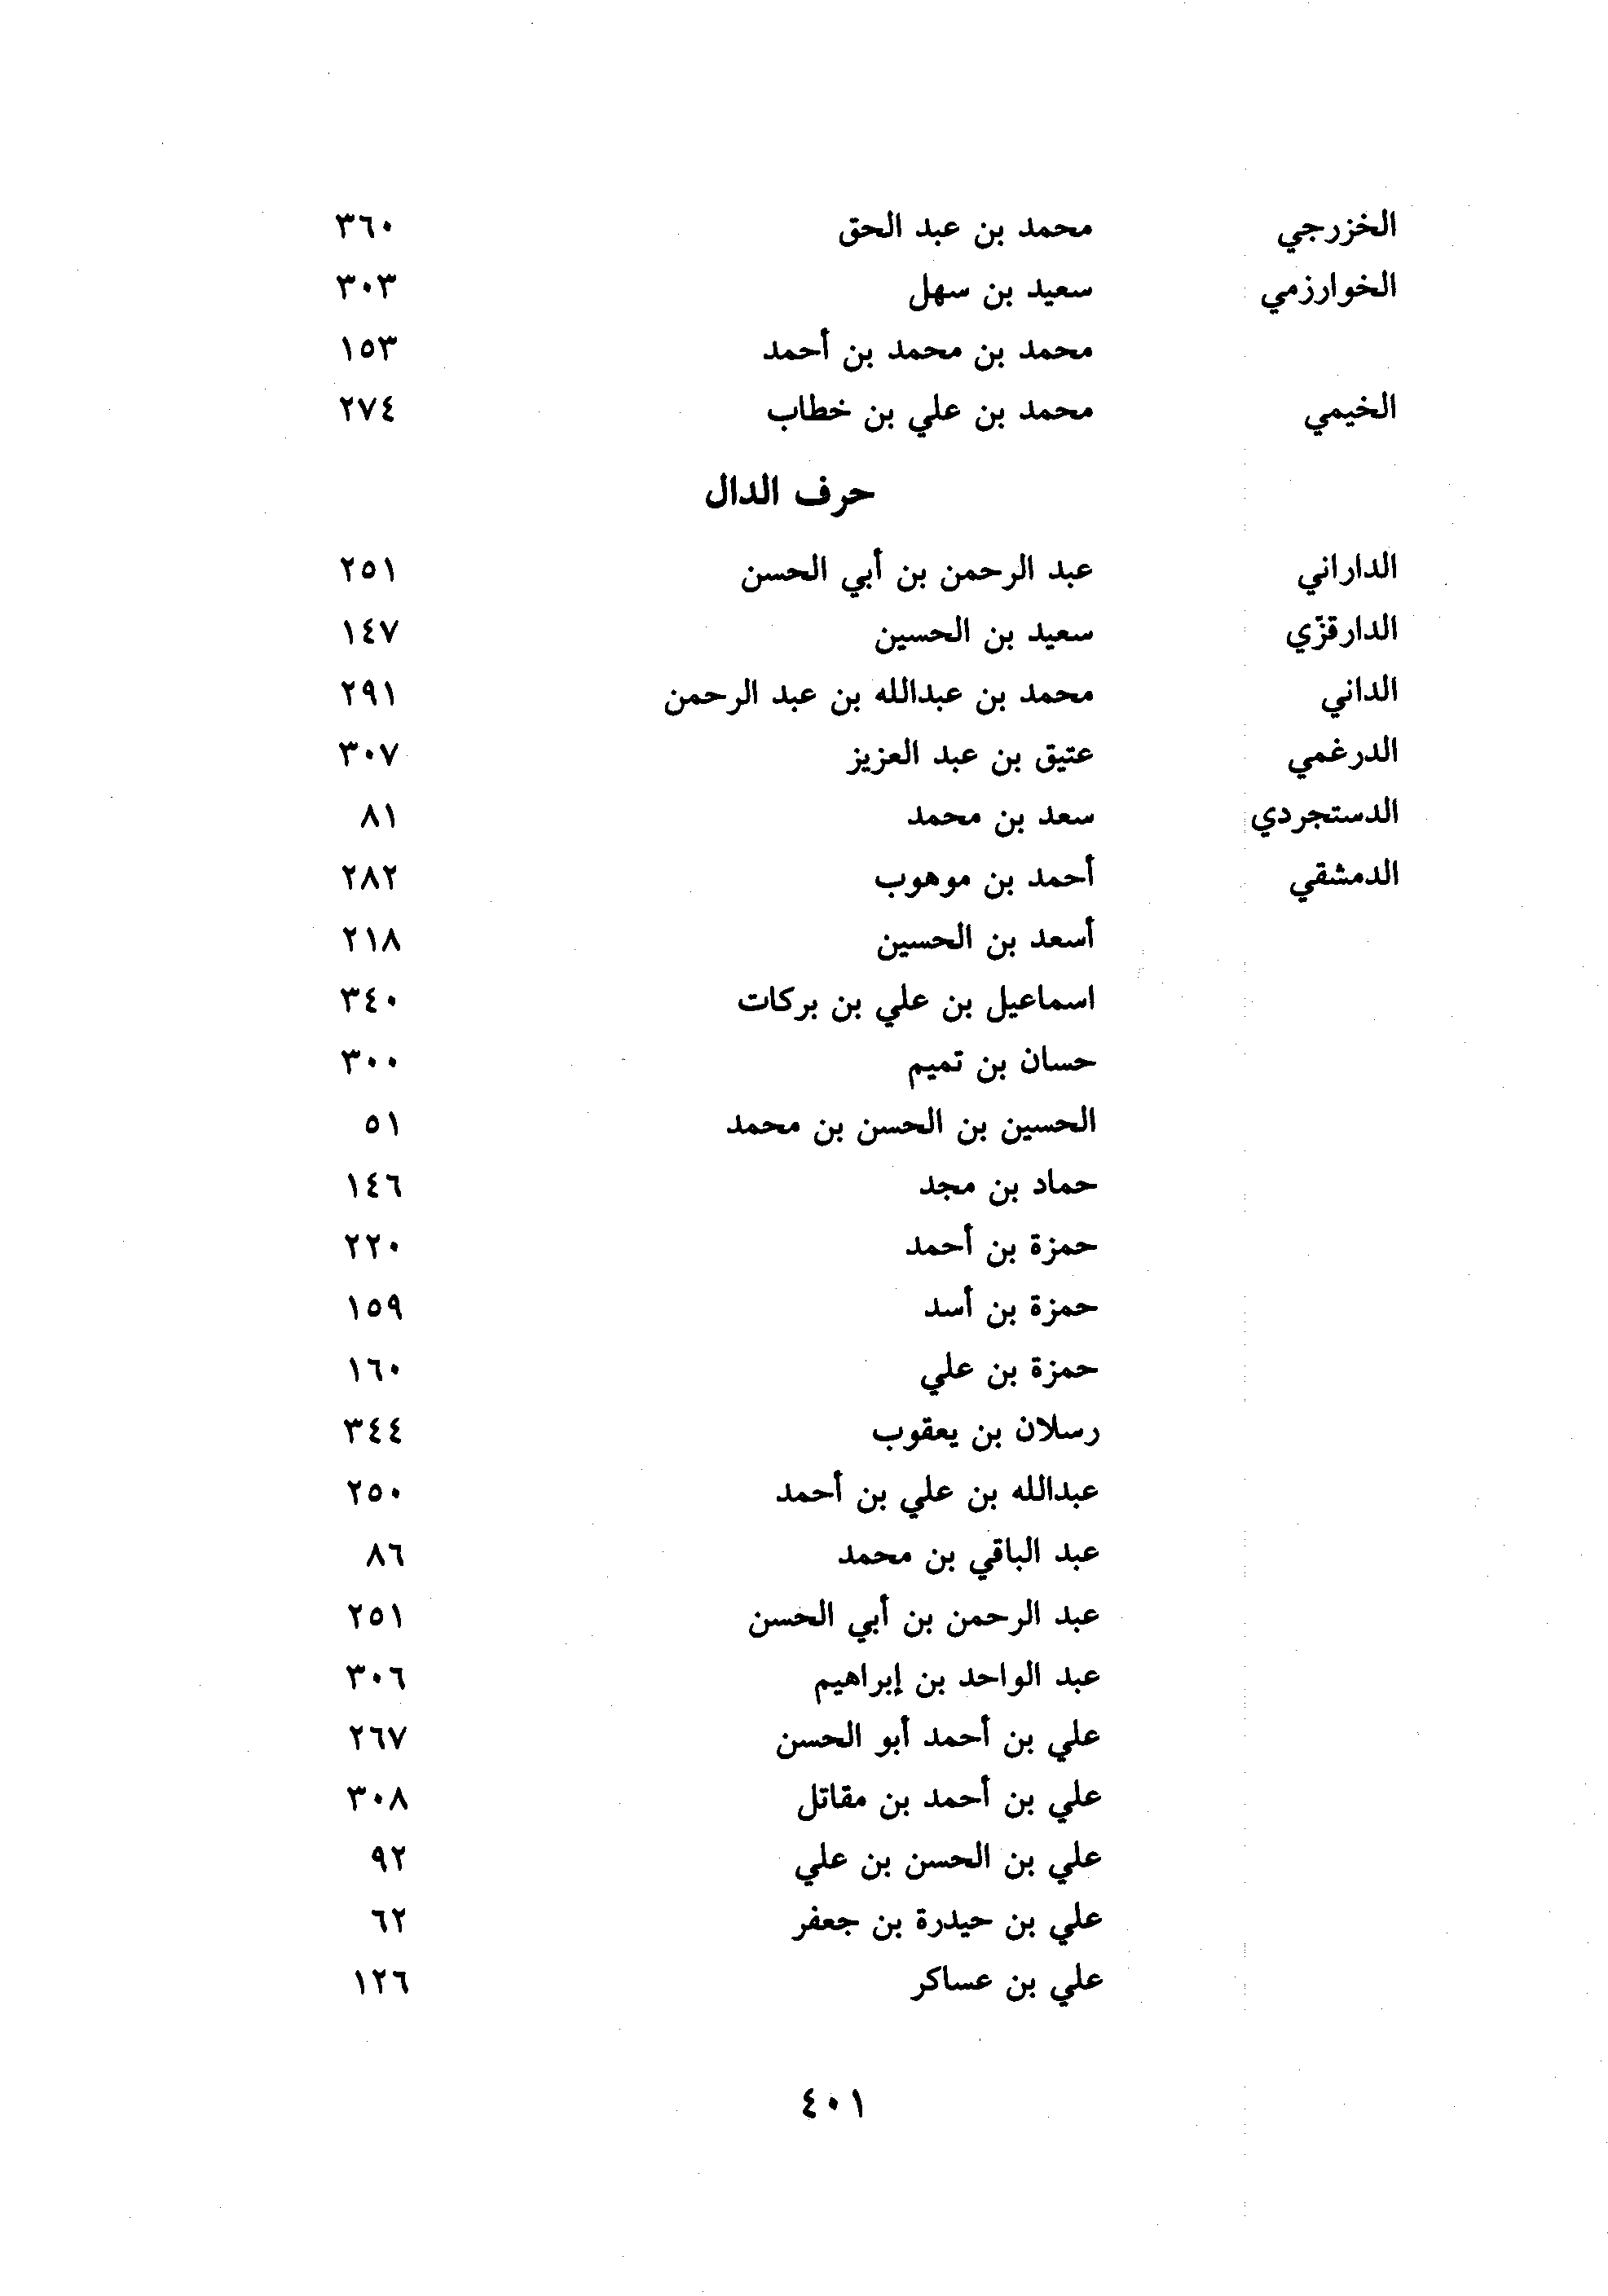 الخزرجي محمد بن عبد الحق ٣٦٠
الخوارزمي سعيد بن سهل ٣٠٣
محمد بن محمد بن أحمد ١٥٣
الخيمي محمد بن علي بن خطاب ٢٧٤
حرف الدال
الداراني عبد الرحمن بن أبي الحسن ٢٥١
الدارقزّي سعيد بن الحسين ١٤٧
الداني محمد بن عبدالله بن عبد الرحمن ٢٩١
الدرغمي عتيق بن عبد العزيز ٣٠٧
الدستجردي سعد بن محمد ٨١
الدمشقي أحمد بن موهوب ٢٨٢
أسعد بن الحسين ٢١٨
اسماعيل بن علي بن بركات ٣٤٠
حسان بن تميم ٣٠٠
الحسين بن الحسن بن محمد ٥١
حماد بن مجد ١٤٦
حمزة بن أحمد ٢٢٠
حمزة بن أسد ١٥٩
حمزة بن علي ١٦٠
رسلان بن يعقوب ٣٤٤
عبدالله بن علي بن أحمد ٢٥٠
عبد الباقي بن محمد ٨٦
عبد الرحمن بن أبي الحسن ٢٥١
عبد الواحد بن إبراهيم ٣٠٦
علي بن أحمد أبو الحسن ٢٦٧
علي بن أحمد بن مقاتل ٣٠٨
علي بن الحسن بن علي ٩٢
علي بن حيدرة بن جعفر ٦٢
علي بن عساكر ١٢٦
٤٠١